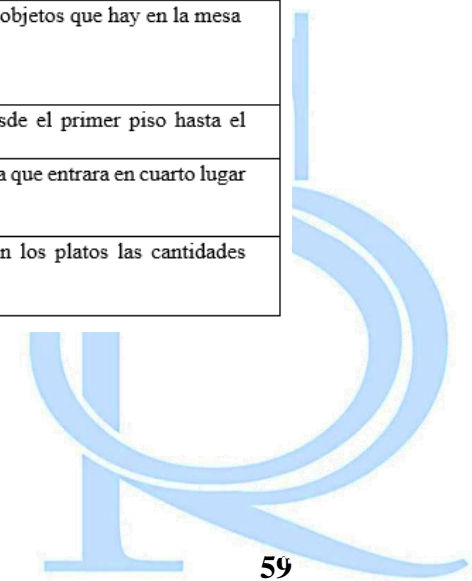 objetos que hay en la mesa
el primer piso hasta el
que entrara en cuarto lugar
los platos las cantidades
59